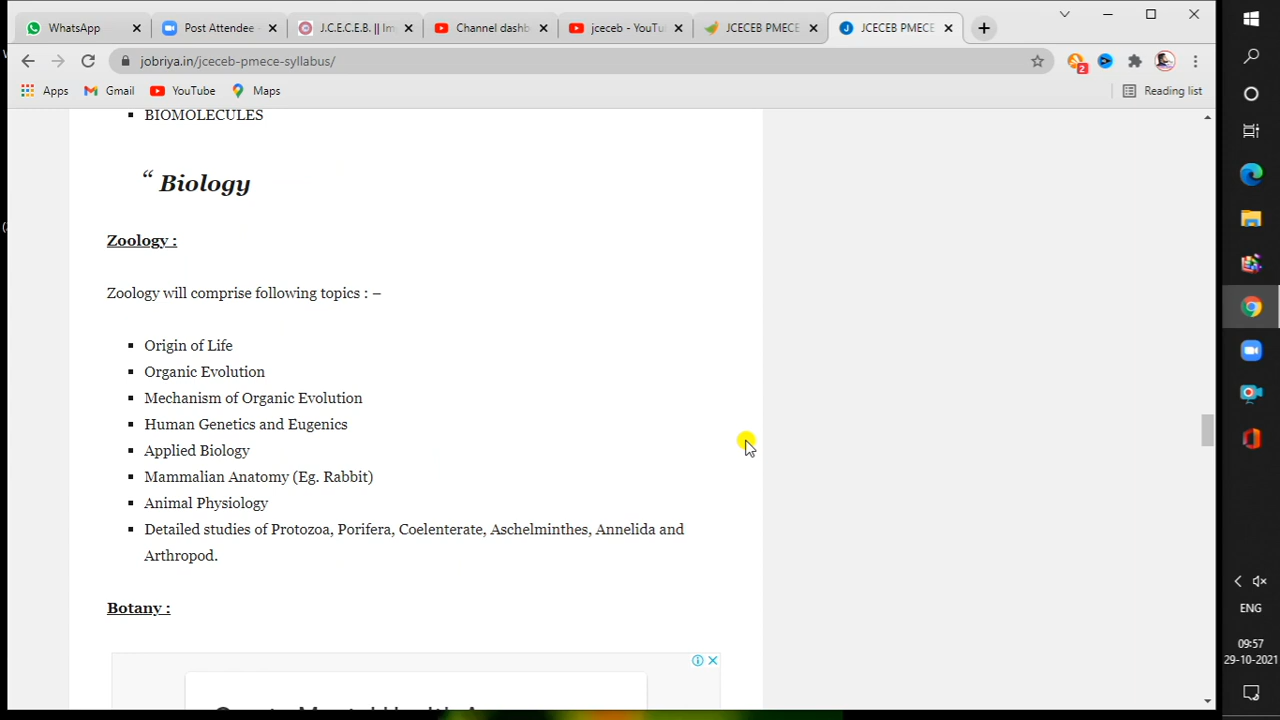 WhatsApp
Post Attendee -
J.C.E.C.E.B. || Im
Channel dashb
jceceb - YouTu
JCECEB PMECE
JCECEB PMECE
jobriya.in/jceceb-pmece-syllabus/
2
Apps
Gmail
YouTube
Maps
Reading list
BIOMOLECULES
“ Biology
Zoology :
Zoology will comprise following topics : –
Origin of Life
Organic Evolution
Mechanism of Organic Evolution
Human Genetics and Eugenics
Applied Biology
Mammalian Anatomy (Eg. Rabbit)
Animal Physiology
Detailed studies of Protozoa, Porifera, Coelenterate, Aschelminthes, Annelida and
Arthropod.
Botany :
ENG
09:57
29-10-2021